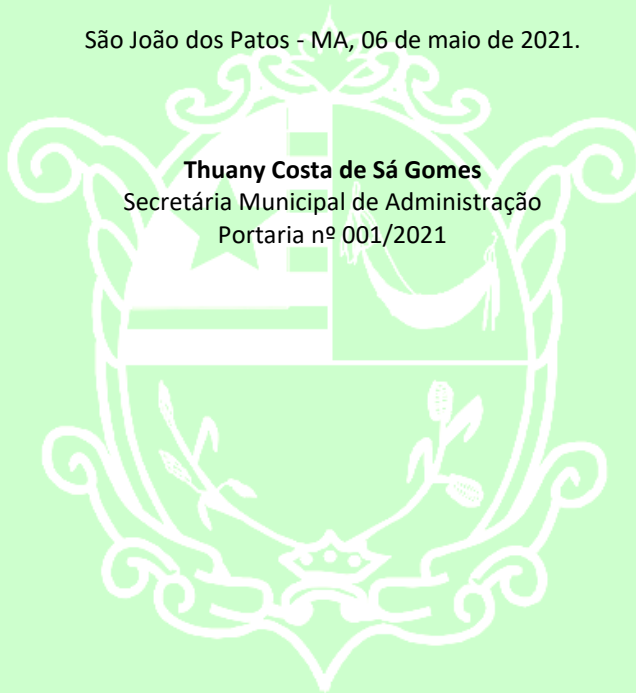 São João dos Patos - MA, 06 de maio de 2021.
Thuany Costa de Sá Gomes
Secretária Municipal de Administração
Portaria nº 001/2021